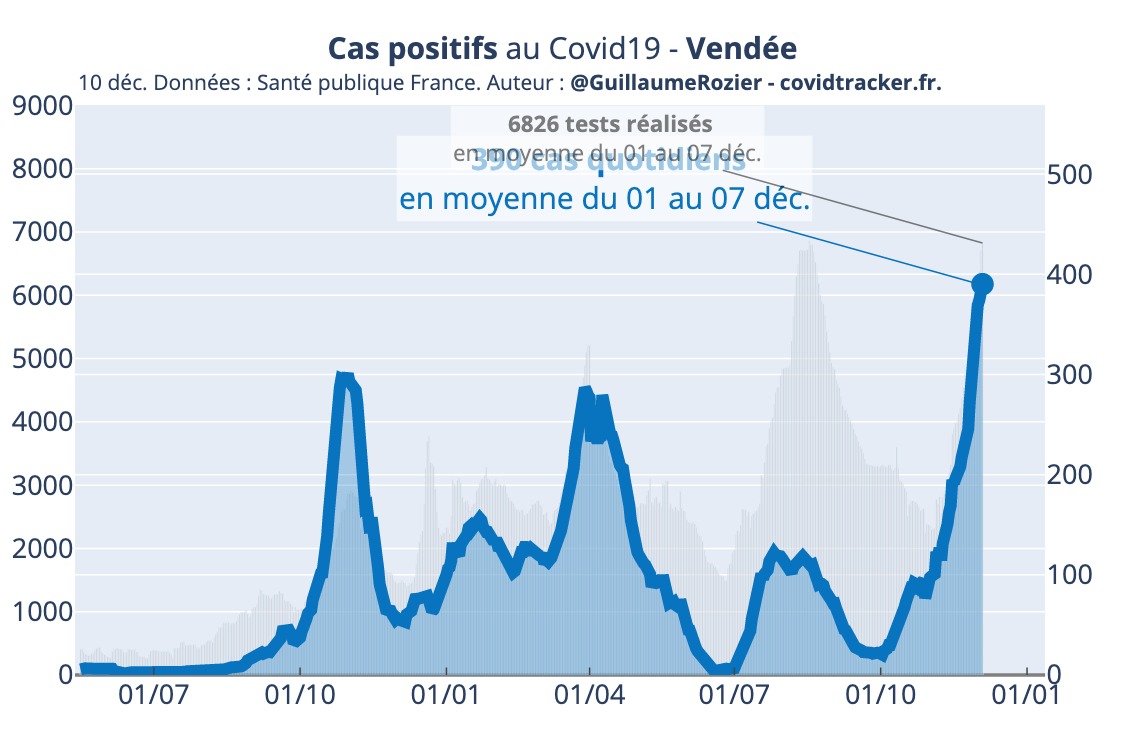 Cas positifs au Covid19 - Vendée
10 déc. Données : Santé publique France. Auteur : @GuillaumeRozier - covidtracker.fr.
6826 tests réalisés
en moyenne du 01 au 07 déc.
390 cas quotidiens
en moyenne du 01 au 07 déc.
9000
8000
7000
6000
5000
4000
3000
2000
1000
0
500
400
300
200
100
0
01/07 01/10 01/01 01/04 01/07 01/10 01/01